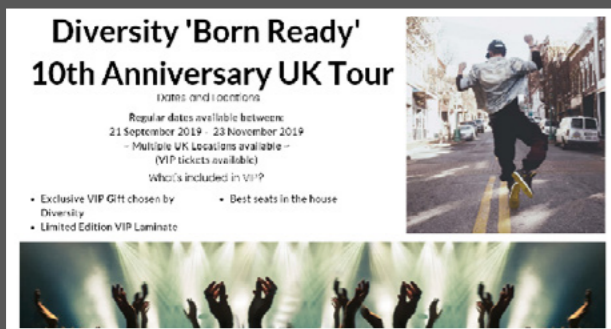 Diversity 'Born Ready'
10th Anniversary UK Tour
Dates and Locations
Regular dates available between:
21 September 2019 - 23 November 2019
~ Multiple UK Locations available ~
(VIP tickets available)
What's included in VIP?
• Exclusive VIP Gift chosen by
Diversity
• Limited Edition VIP Laminate
• Best seats in the house